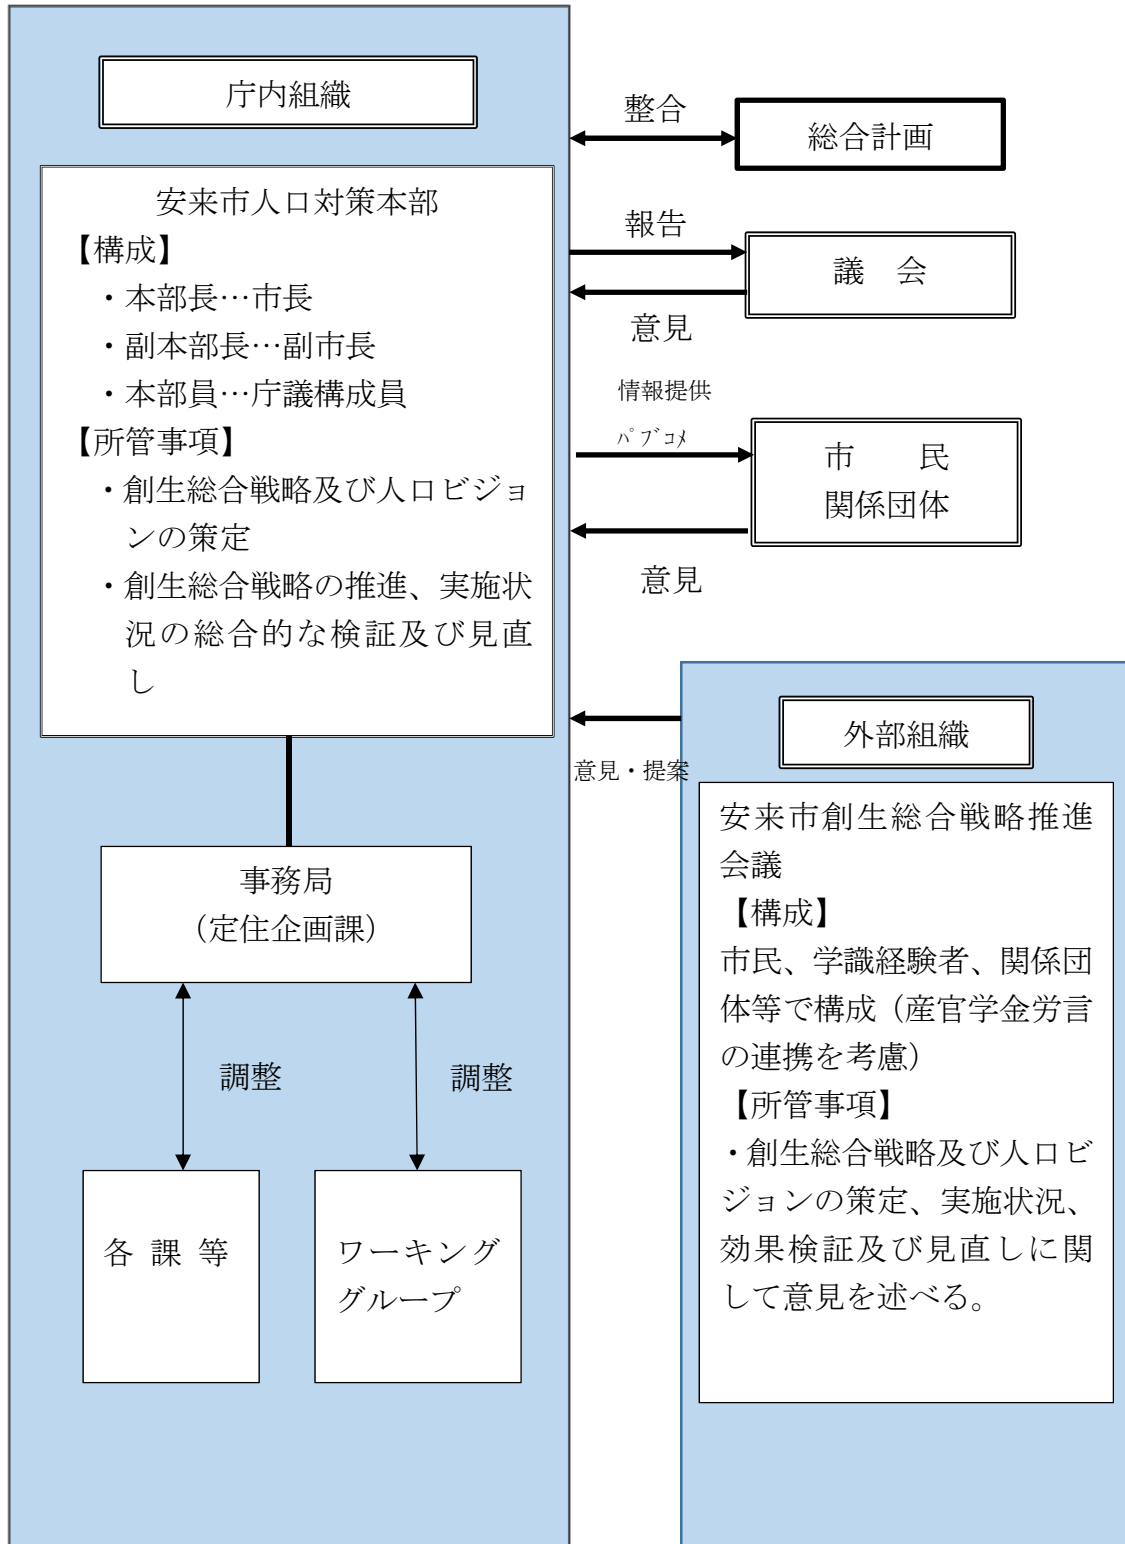 庁内組織
安来市人口対策本部
【構成】
・本部長…市長
・副本部長…副市長
・本部員…庁議構成員
【所管事項】
・創生総合戦略及び人口ビジョ
ンの策定
・創生総合戦略の推進、実施状
況の総合的な検証及び見直
し
事務局
（定住企画課）
調整
調整
各 課 等
ワーキング
グループ
整合
総合計画
報告
議　会
意見
情報提供
ﾊﾟﾌﾞｺﾒ
市　　民
関係団体
意見
意見・提案
外部組織
安来市創生総合戦略推進
会議
【構成】
市民、学識経験者、関係団
体等で構成（産官学金労言
の連携を考慮）
【所管事項】
・創生総合戦略及び人口ビ
ジョンの策定、実施状況、
効果検証及び見直しに関
して意見を述べる。